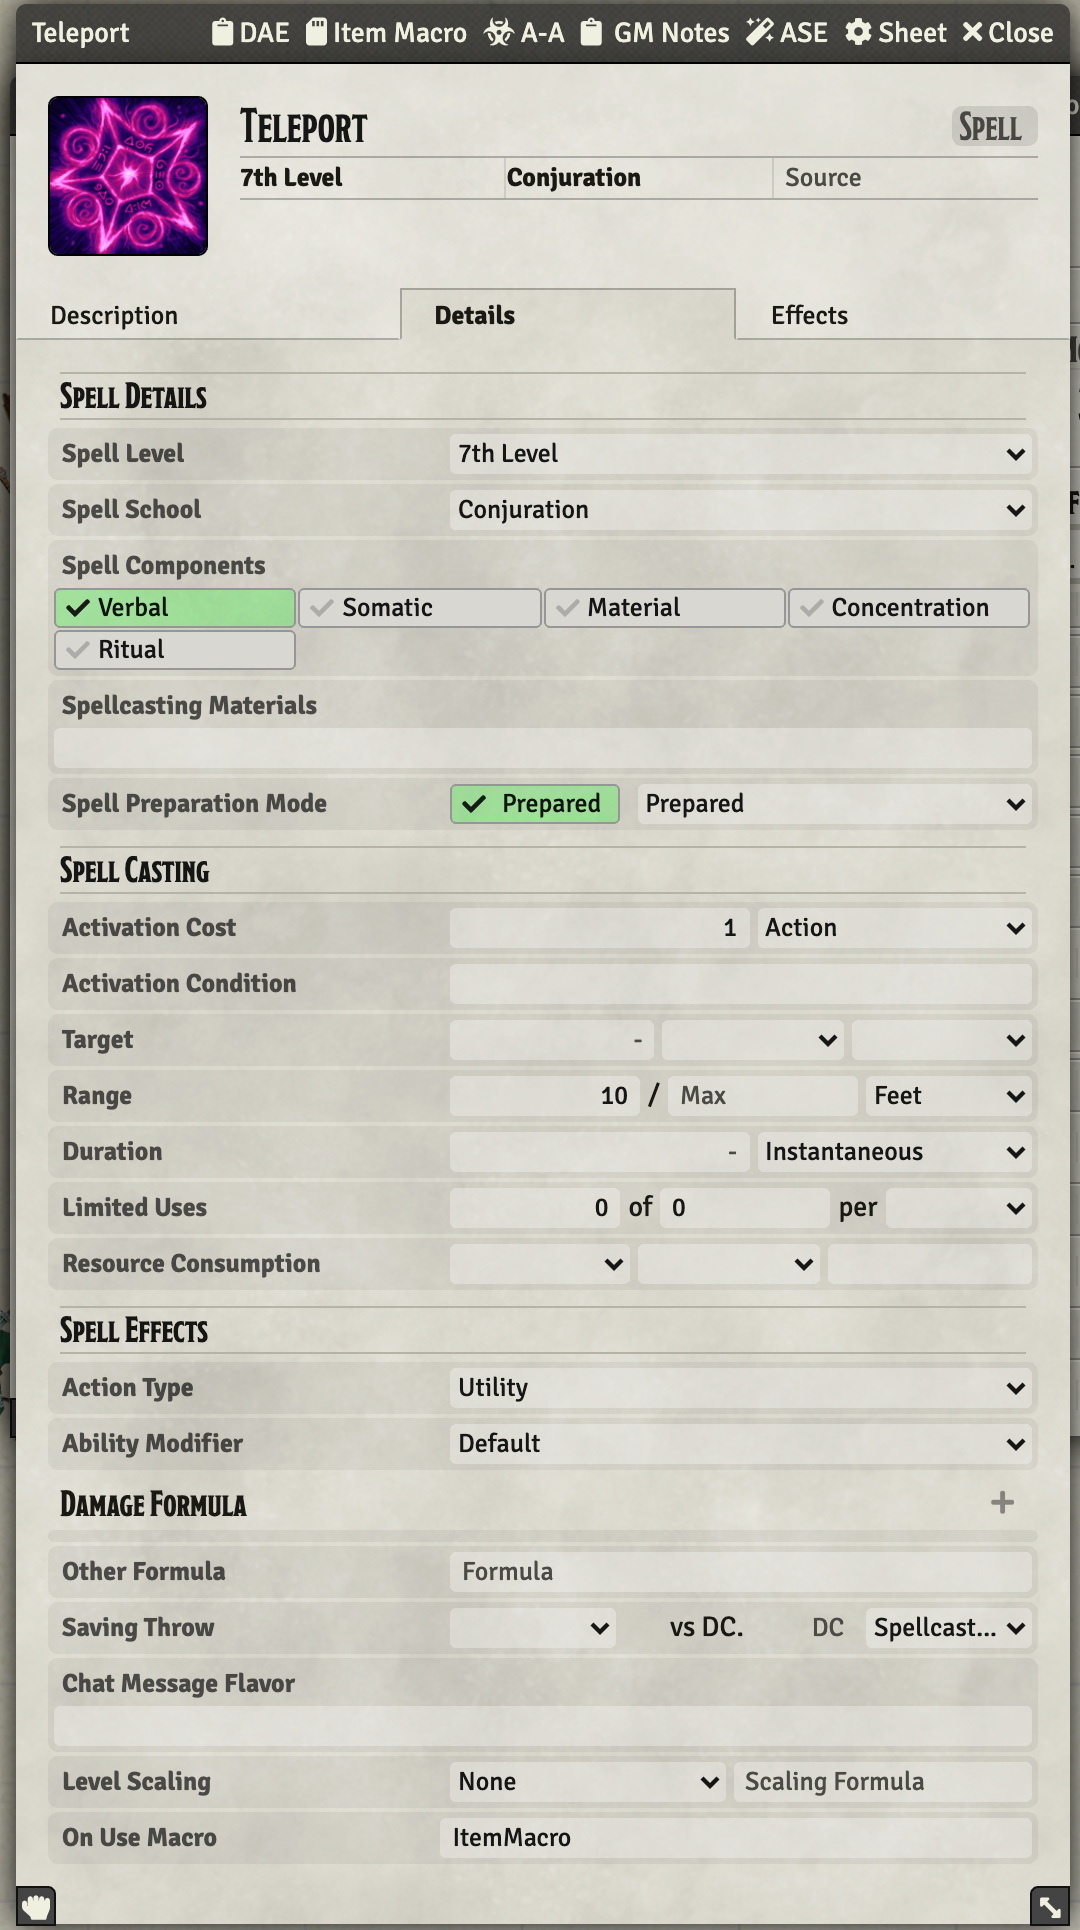 Teleport DAE Item Macro A-A GM Notes ASE Sheet Close
Teleport Spell
7th Level Conjuration Source
Description Details Effects
Spell Details
Spell Level 7th Level
Spell School Conjuration
Spell Components
Verbal Somatic Material Concentration
Ritual
Spellcasting Materials
Spell Preparation Mode Prepared Prepared
Spell Casting
Activation Cost 1 Action
Activation Condition
Target -
Range 10 / Max Feet
Duration - Instantaneous
Limited Uses 0 of 0 per
Resource Consumption
Spell Effects
Action Type Utility
Ability Modifier Default
Damage Formula +
Other Formula Formula
Saving Throw vs DC. DC Spellcast...
Chat Message Flavor
Level Scaling None Scaling Formula
On Use Macro ItemMacro